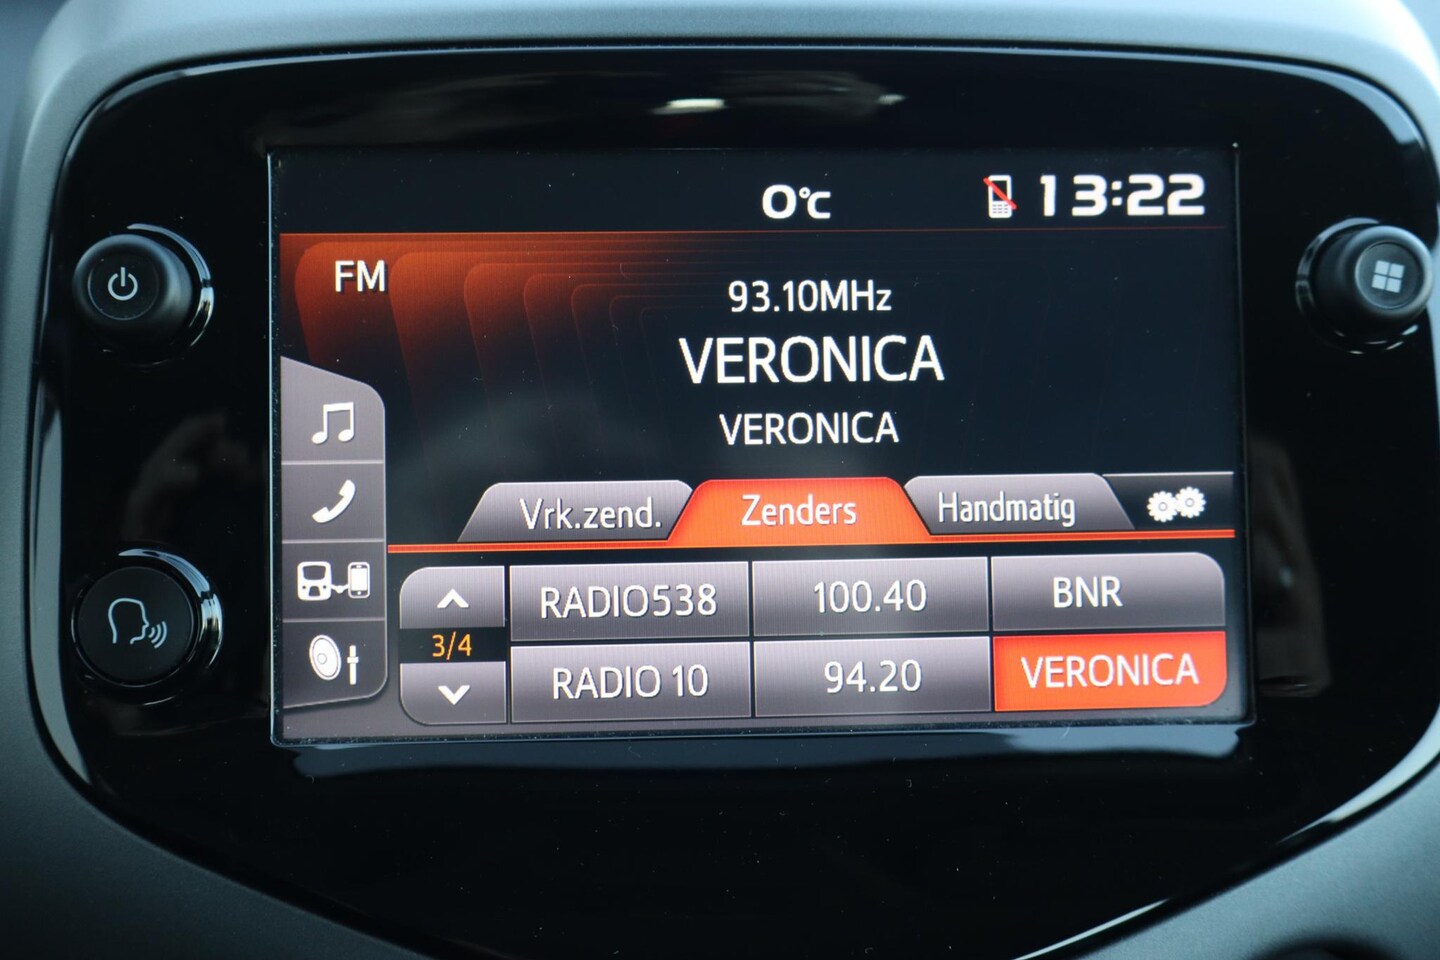 0°C 13:22
FM
93.10MHz
VERONICA
VERONICA
Vrk.zend. Zenders Handmatig
3/4
RADIO538 100.40 BNR
RADIO 10 94.20 VERONICA